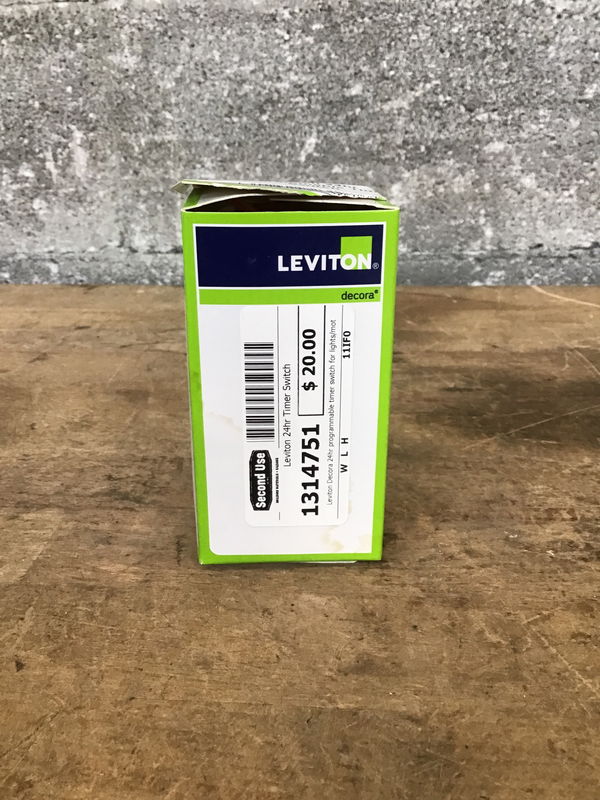 LEVITON®
decora®
Second Use
Leviton 24hr Timer Switch
1314751
$ 20.00
Leviton Decora 24hr programmable timer switch for lights/mot
W L H
11IF0